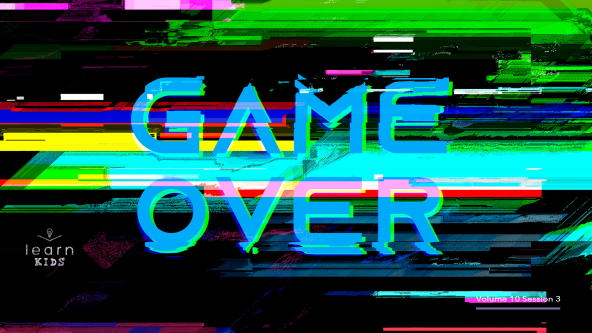 GAME
OVER
learn
KIDS
Volume 10 Session 3